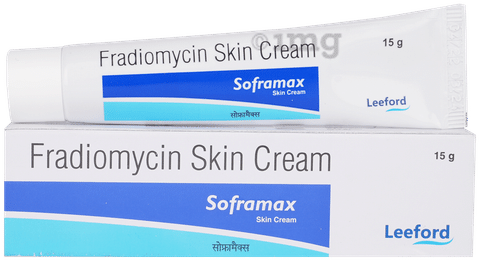 1mg
Fradiomycin Skin Cream
15 g
Soframax
Skin Cream
सोफ्रामैक्स
Leeford
Fradiomycin Skin Cream
15 g
Soframax
Skin Cream
सोफ्रामैक्स
Leeford